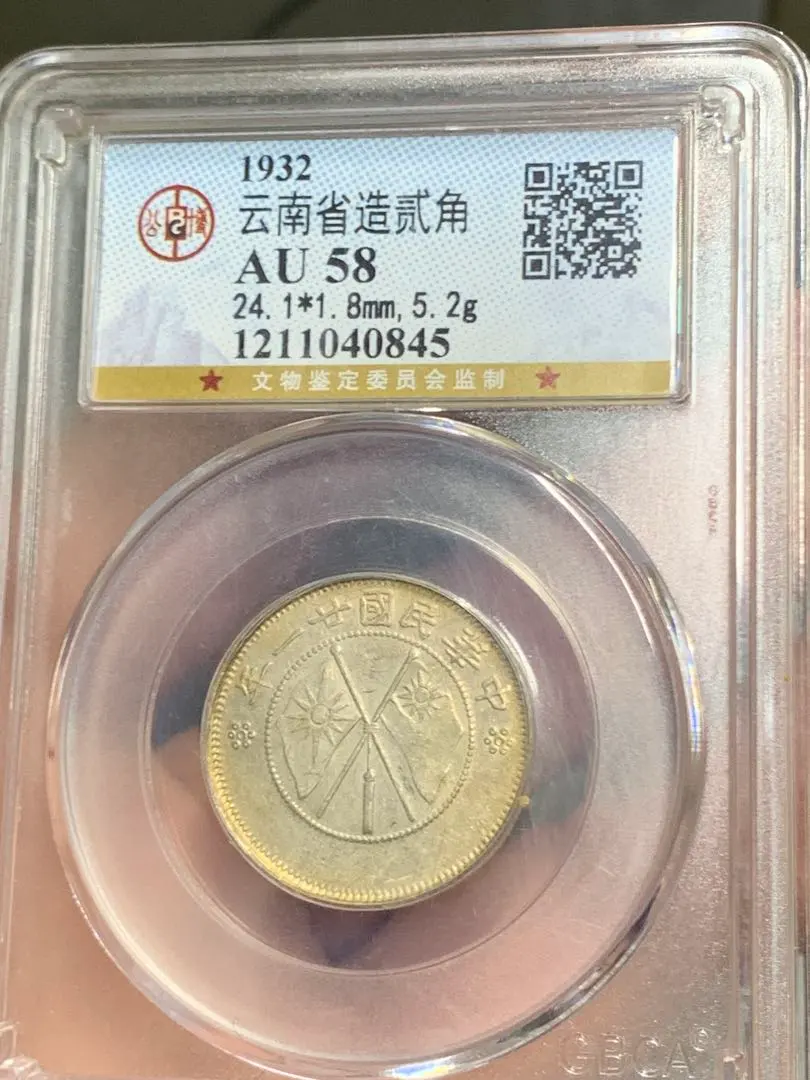 1932
云南省造贰角
AU 58
24.1*1.8mm,5.2g
1211040845
文物鉴定委员会监制
中華民國廿一年
GBCA